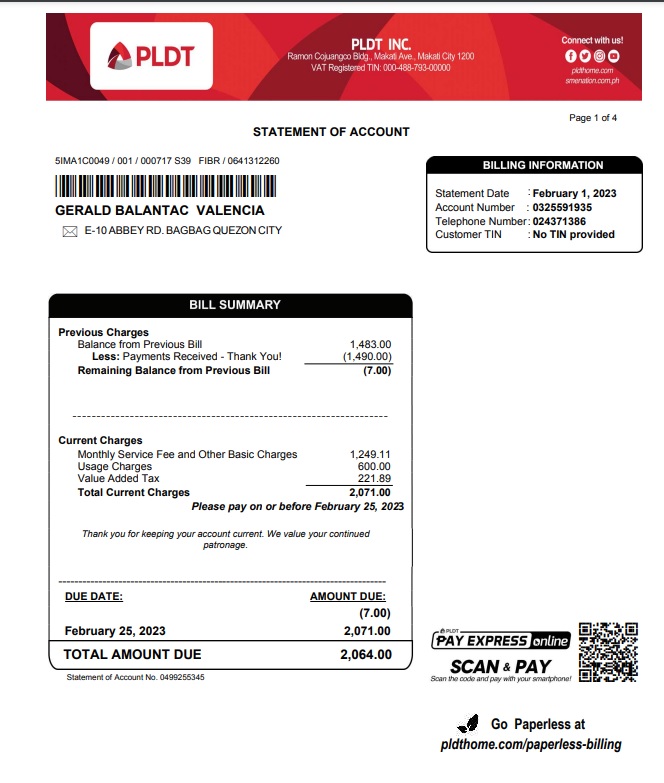 PLDT
PLDT INC.
Ramon Cojuangco Bldg., Makati Ave., Makati City 1200
VAT Registered TIN: 000-488-793-00000
Connect with us!
pldthome.com
smenation.com.ph
Page 1 of 4
STATEMENT OF ACCOUNT
5IMA1C0049 / 001 / 000717 S39 FIBR / 0641312260
GERALD BALANTAC VALENCIA
E-10 ABBEY RD. BAGBAG QUEZON CITY
BILLING INFORMATION
Statement Date : February 1, 2023
Account Number : 0325591935
Telephone Number : 024371386
Customer TIN : No TIN provided
BILL SUMMARY
Previous Charges
Balance from Previous Bill 1,483.00
Less: Payments Received - Thank You! (1,490.00)
Remaining Balance from Previous Bill (7.00)
Current Charges
Monthly Service Fee and Other Basic Charges 1,249.11
Usage Charges 600.00
Value Added Tax 221.89
Total Current Charges 2,071.00
Please pay on or before February 25, 2023
Thank you for keeping your account current. We value your continued
patronage.
DUE DATE: AMOUNT DUE:
(7.00)
February 25, 2023 2,071.00
TOTAL AMOUNT DUE 2,064.00
Statement of Account No. 0499255345
PLDT
PAY EXPRESS online
SCAN & PAY
Scan the code and pay with your smartphone!
Go Paperless at
pldthome.com/paperless-billing